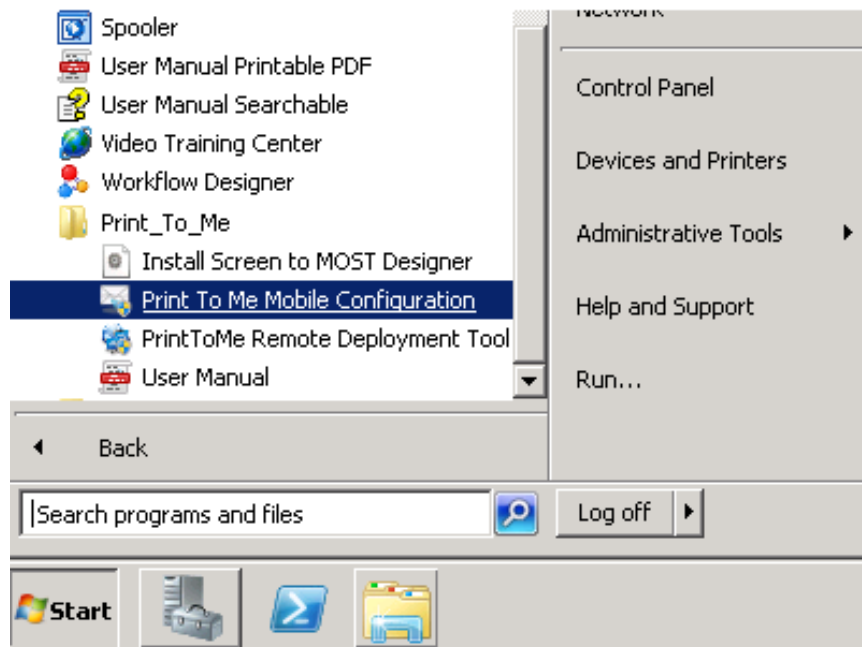 Spooler
User Manual Printable PDF
User Manual Searchable
Video Training Center
Workflow Designer
Print_To_Me
Install Screen to MOST Designer
Print To Me Mobile Configuration
PrintToMe Remote Deployment Tool
User Manual
Back
Search programs and files
Network
Control Panel
Devices and Printers
Administrative Tools
Help and Support
Run...
Log off
Start